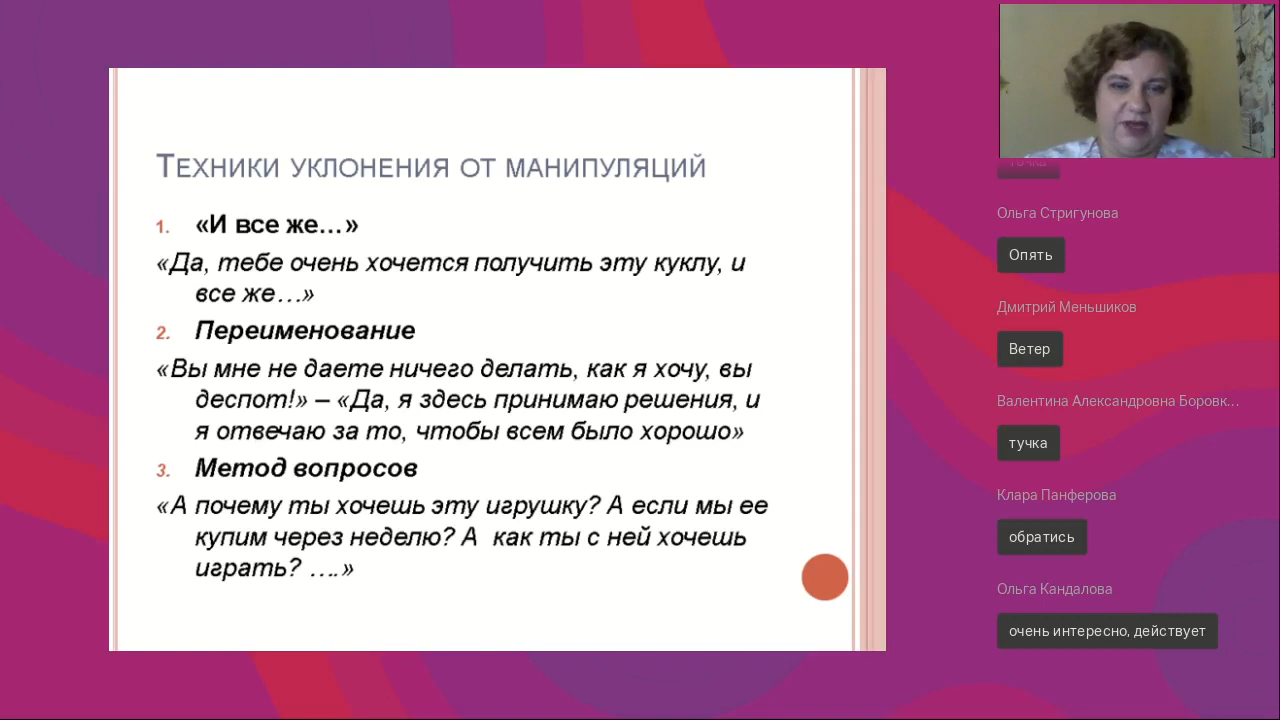 Техники уклонения от манипуляций
1. «И все же…»
«Да, тебе очень хочется получить эту куклу, и
все же…»
2. Переименование
«Вы мне не даете ничего делать, как я хочу, вы
деспот!» – «Да, я здесь принимаю решения, и
я отвечаю за то, чтобы всем было хорошо»
3. Метод вопросов
«А почему ты хочешь эту игрушку? А если мы ее
купим через неделю? А как ты с ней хочешь
играть? ….»
Ольга Стригунова
Опять
Дмитрий Меньшиков
Ветер
Валентина Александровна Боровк...
тучка
Клара Панферова
обратись
Ольга Кандалова
очень интересно, действует